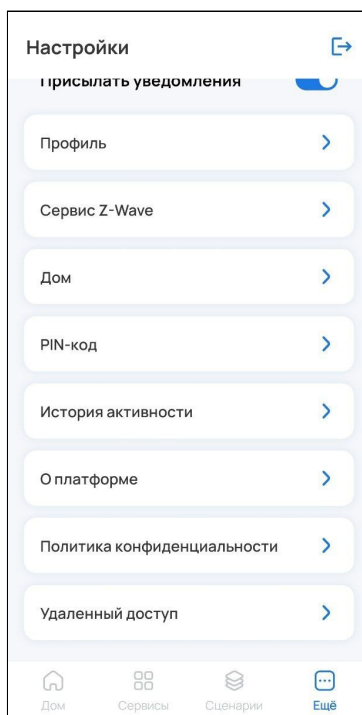 Настройки
Присылать уведомления
Профиль
Сервис Z-Wave
Дом
PIN-код
История активности
О платформе
Политика конфиденциальности
Удаленный доступ
Дом
Сервисы
Сценарии
Ещё